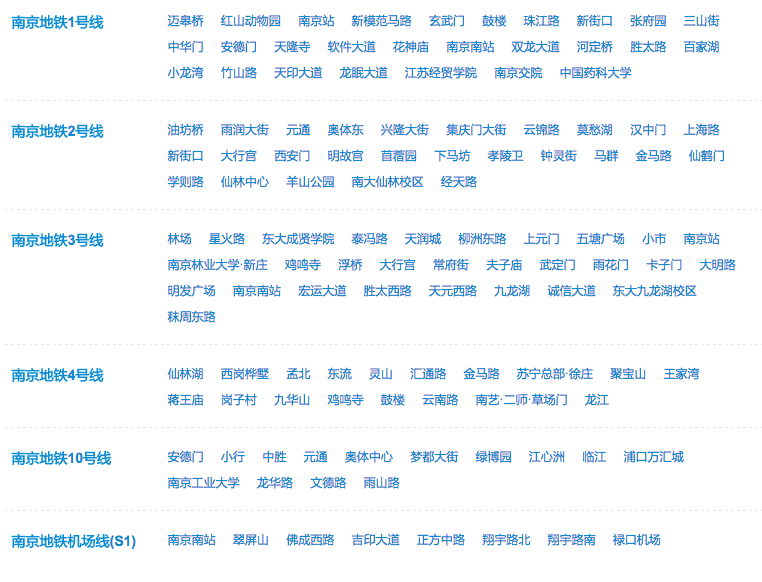 南京地铁1号线 迈皋桥 红山动物园 南京站 新模范马路 玄武门 鼓楼 珠江路 新街口 张府园 三山街
中华门 安德门 天隆寺 软件大道 花神庙 南京南站 双龙大道 河定桥 胜太路 百家湖
小龙湾 竹山路 天印大道 龙眠大道 江苏经贸学院 南京交院 中国药科大学
南京地铁2号线 油坊桥 雨润大街 元通 奥体东 兴隆大街 集庆门大街 云锦路 莫愁湖 汉中门 上海路
新街口 大行宫 西安门 明故宫 苜蓿园 下马坊 孝陵卫 钟灵街 马群 金马路 仙鹤门
学则路 仙林中心 羊山公园 南大仙林校区 经天路
南京地铁3号线 林场 星火路 东大成贤学院 泰冯路 天润城 柳洲东路 上元门 五塘广场 小市 南京站
南京林业大学·新庄 鸡鸣寺 浮桥 大行宫 常府街 夫子庙 武定门 雨花门 卡子门 大明路
明发广场 南京南站 宏运大道 胜太西路 天元西路 九龙湖 诚信大道 东大九龙湖校区
秣周东路
南京地铁4号线 仙林湖 西岗桦墅 孟北 东流 灵山 汇通路 金马路 苏宁总部·徐庄 聚宝山 王家湾
蒋王庙 岗子村 九华山 鸡鸣寺 鼓楼 云南路 南艺·二师·草场门 龙江
南京地铁10号线 安德门 小行 中胜 元通 奥体中心 梦都大街 绿博园 江心洲 临江 浦口万汇城
南京工业大学 龙华路 文德路 雨山路
南京地铁机场线(S1) 南京南站 翠屏山 佛成西路 吉印大道 正方中路 翔宇路北 翔宇路南 禄口机场